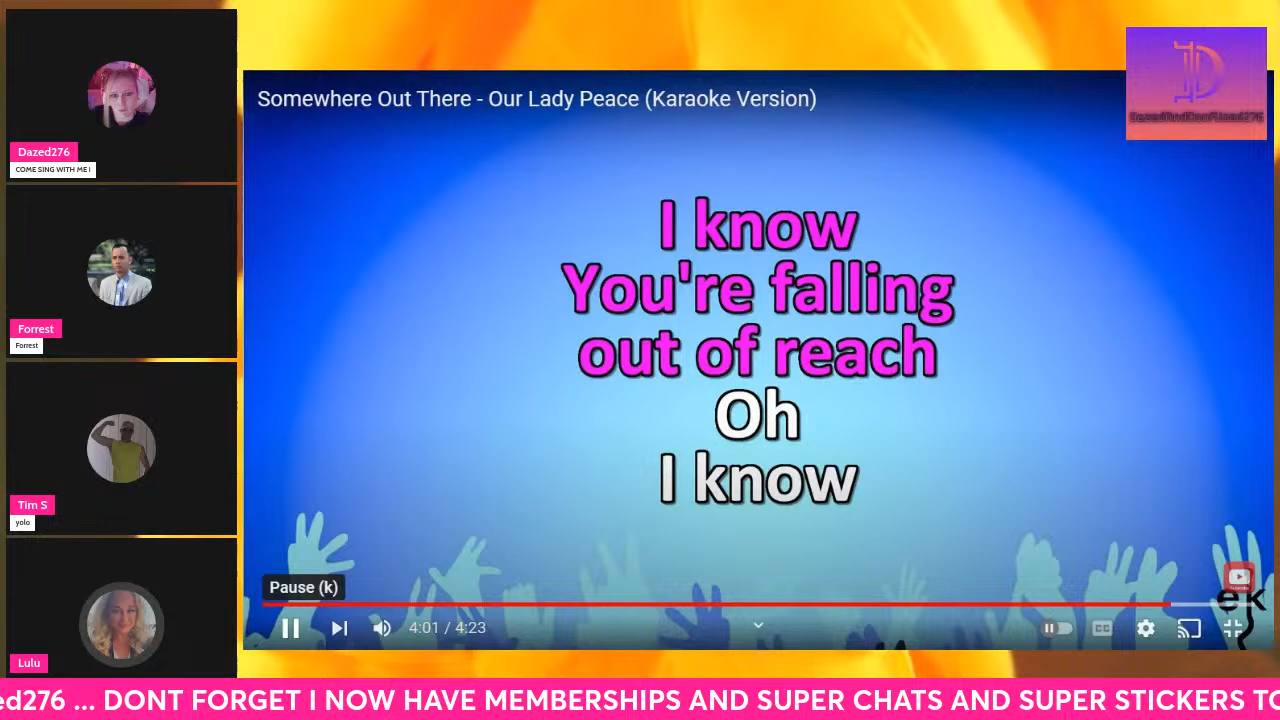 Dazed276
COME SING WITH ME !
Forrest
Forrest
Tim S
yolo
Lulu
Somewhere Out There - Our Lady Peace (Karaoke Version)
I know
You're falling
out of reach
Oh
I know
Pause (k)
4:01 / 4:23
CC
ek
ed276 ... DONT FORGET I NOW HAVE MEMBERSHIPS AND SUPER CHATS AND SUPER STICKERS TO